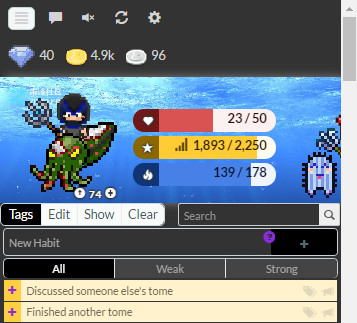 40 4.9k 96
23 / 50
1,893 / 2,250
139 / 178
74
Tags Edit Show Clear Search
New Habit
All Weak Strong
Discussed someone else's tome
Finished another tome